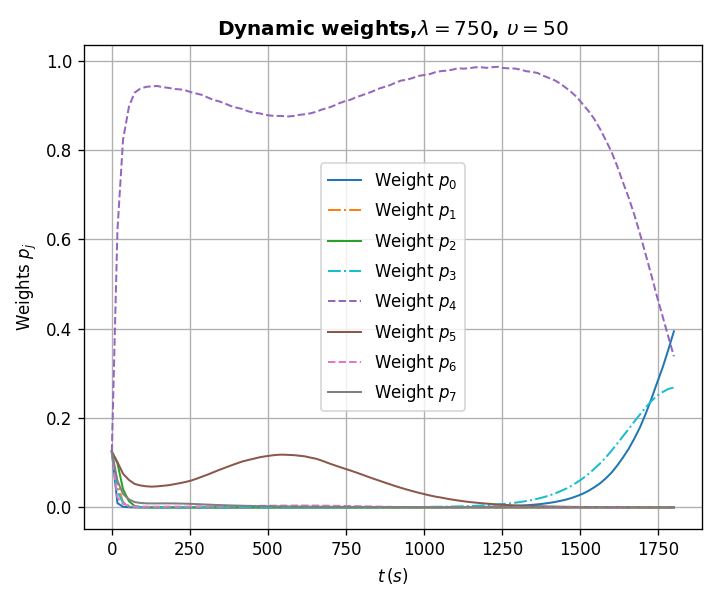 Dynamic weights,λ = 750, υ = 50
Weights p_j
1.0
0.8
0.6
0.4
0.2
0.0
Weight p_0
Weight p_1
Weight p_2
Weight p_3
Weight p_4
Weight p_5
Weight p_6
Weight p_7
0 250 500 750 1000 1250 1500 1750
t (s)